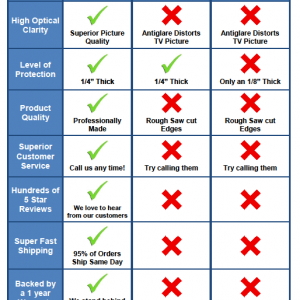 High Optical
Clarity
Superior Picture
Quality
Antiglare Distorts
TV Picture
Antiglare Distorts
TV Picture
Level of
Protection
1/4" Thick
1/4" Thick
Only an 1/8" Thick
Product
Quality
Professionally
Made
Rough Saw cut
Edges
Rough Saw cut
Edges
Superior
Customer
Service
Call us any time!
Try calling them
Try calling them
Hundreds of
5 Star
Reviews
We love to hear
from our customers
Super Fast
Shipping
95% of Orders
Ship Same Day
Backed by
a 1 year
We stand behind